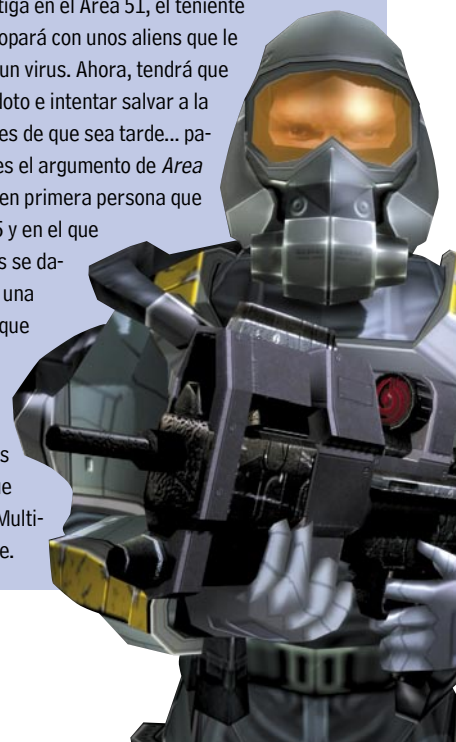 tiga en el Área 51, el teniente
opará con unos aliens que le
un virus. Ahora, tendrá que
doto e intentar salvar a la
es de que sea tarde... pa-
es el argumento de Area
en primera persona que
5 y en el que
s se da-
una
que
s
ue
Multi-
e.